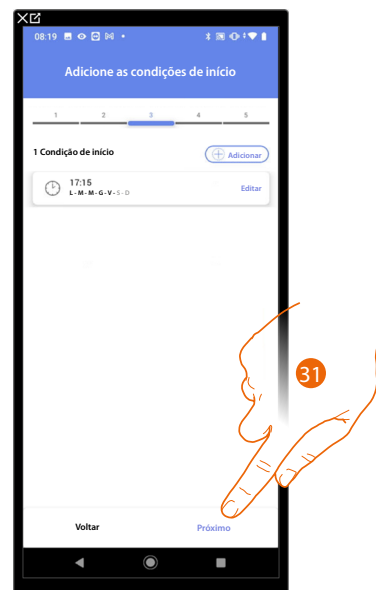 08:19
Adicione as condições de início
1 2 3 4 5
1 Condição de início
Adicionar
17:15
Editar
L-M-M-G-V-S-D
31
Voltar
Próximo